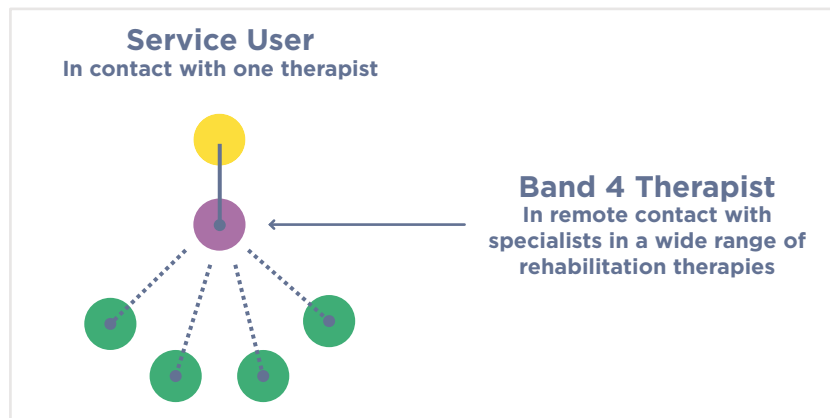 Service User
In contact with one therapist
Band 4 Therapist
In remote contact with
specialists in a wide range of
rehabilitation therapies